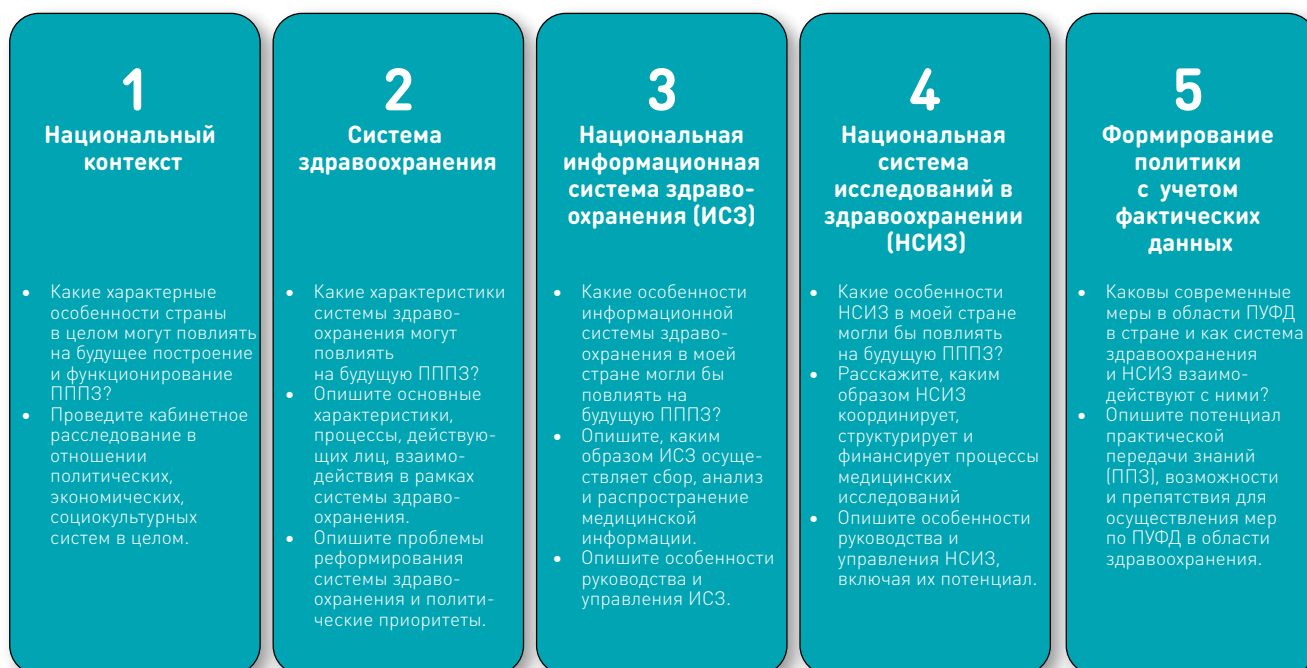 1
Национальный
контекст
• Какие характерные
особенности страны
в целом могут повлиять
на будущее построение
и функционирование
ПППЗ?
• Проведите кабинетное
расследование в
отношении
политических,
экономических,
социокультурных
систем в целом.
2
Система
здравоохранения
• Какие характеристики
системы здраво-
охранения могут
повлиять
на будущую ПППЗ?
• Опишите основные
характеристики,
процессы, действую-
щих лиц, взаимо-
действия в рамках
системы здраво-
охранения.
• Опишите проблемы
реформирования
системы здраво-
охранения и полити-
ческие приоритеты.
3
Национальная
информационная
система здраво-
охранения (ИСЗ)
• Какие особенности
информационной
системы здраво-
охранения в моей
стране могли бы
повлиять на
будущую ПППЗ?
• Опишите, каким
образом ИСЗ осуще-
ствляет сбор, анализ
и распространение
медицинской
информации.
• Опишите особенности
руководства и
управления ИСЗ.
4
Национальная
система
исследований в
здравоохранении
(НСИЗ)
• Какие особенности
НСИЗ в моей стране
могли бы повлиять
на будущую ПППЗ?
• Расскажите, каким
образом НСИЗ
координирует,
структурирует и
финансирует процессы
медицинских
исследований
• Опишите особенности
руководства и
управления НСИЗ,
включая их потенциал.
5
Формирование
политики
с учетом
фактических
данных
• Каковы современные
меры в области ПУФД
в стране и как система
здравоохранения
и НСИЗ взаимо-
действуют с ними?
• Опишите потенциал
практической
передачи знаний
(ППЗ), возможности
и препятствия для
осуществления мер
по ПУФД в области
здравоохранения.